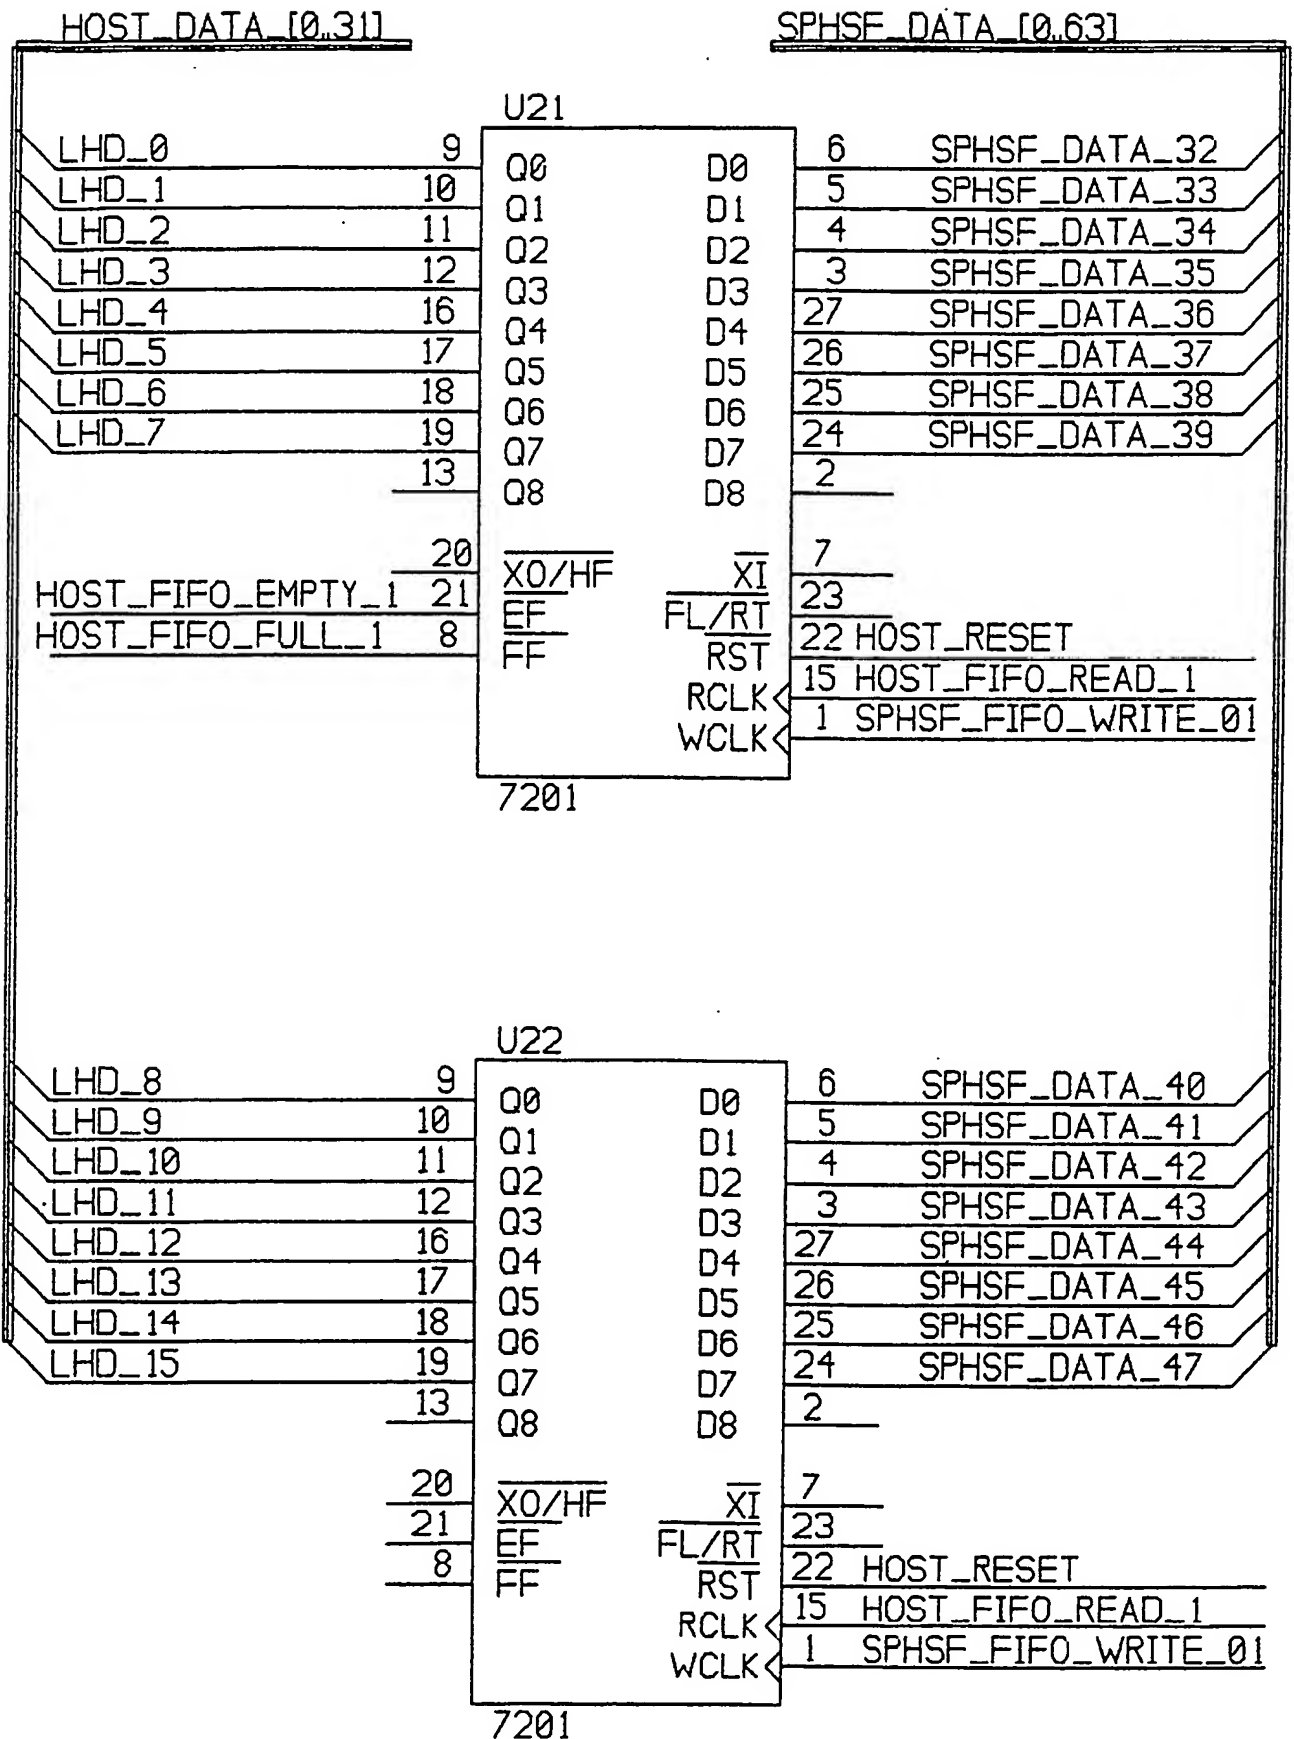 HOST_DATA_[0..31] SPHSF_DATA_[0..63]
U21
LHD_0 9 Q0 D0 6 SPHSF_DATA_32
LHD_1 10 Q1 D1 5 SPHSF_DATA_33
LHD_2 11 Q2 D2 4 SPHSF_DATA_34
LHD_3 12 Q3 D3 3 SPHSF_DATA_35
LHD_4 16 Q4 D4 27 SPHSF_DATA_36
LHD_5 17 Q5 D5 26 SPHSF_DATA_37
LHD_6 18 Q6 D6 25 SPHSF_DATA_38
LHD_7 19 Q7 D7 24 SPHSF_DATA_39
13 Q8 D8 2
20 XO/HF XI 7
HOST_FIFO_EMPTY_1 21 EF FL/RT 23
HOST_FIFO_FULL_1 8 FF RST 22 HOST_RESET
RCLK 15 HOST_FIFO_READ_1
WCLK 1 SPHSF_FIFO_WRITE_01
7201
U22
LHD_8 9 Q0 D0 6 SPHSF_DATA_40
LHD_9 10 Q1 D1 5 SPHSF_DATA_41
LHD_10 11 Q2 D2 4 SPHSF_DATA_42
LHD_11 12 Q3 D3 3 SPHSF_DATA_43
LHD_12 16 Q4 D4 27 SPHSF_DATA_44
LHD_13 17 Q5 D5 26 SPHSF_DATA_45
LHD_14 18 Q6 D6 25 SPHSF_DATA_46
LHD_15 19 Q7 D7 24 SPHSF_DATA_47
13 Q8 D8 2
20 XO/HF XI 7
21 EF FL/RT 23
8 FF RST 22 HOST_RESET
RCLK 15 HOST_FIFO_READ_1
WCLK 1 SPHSF_FIFO_WRITE_01
7201